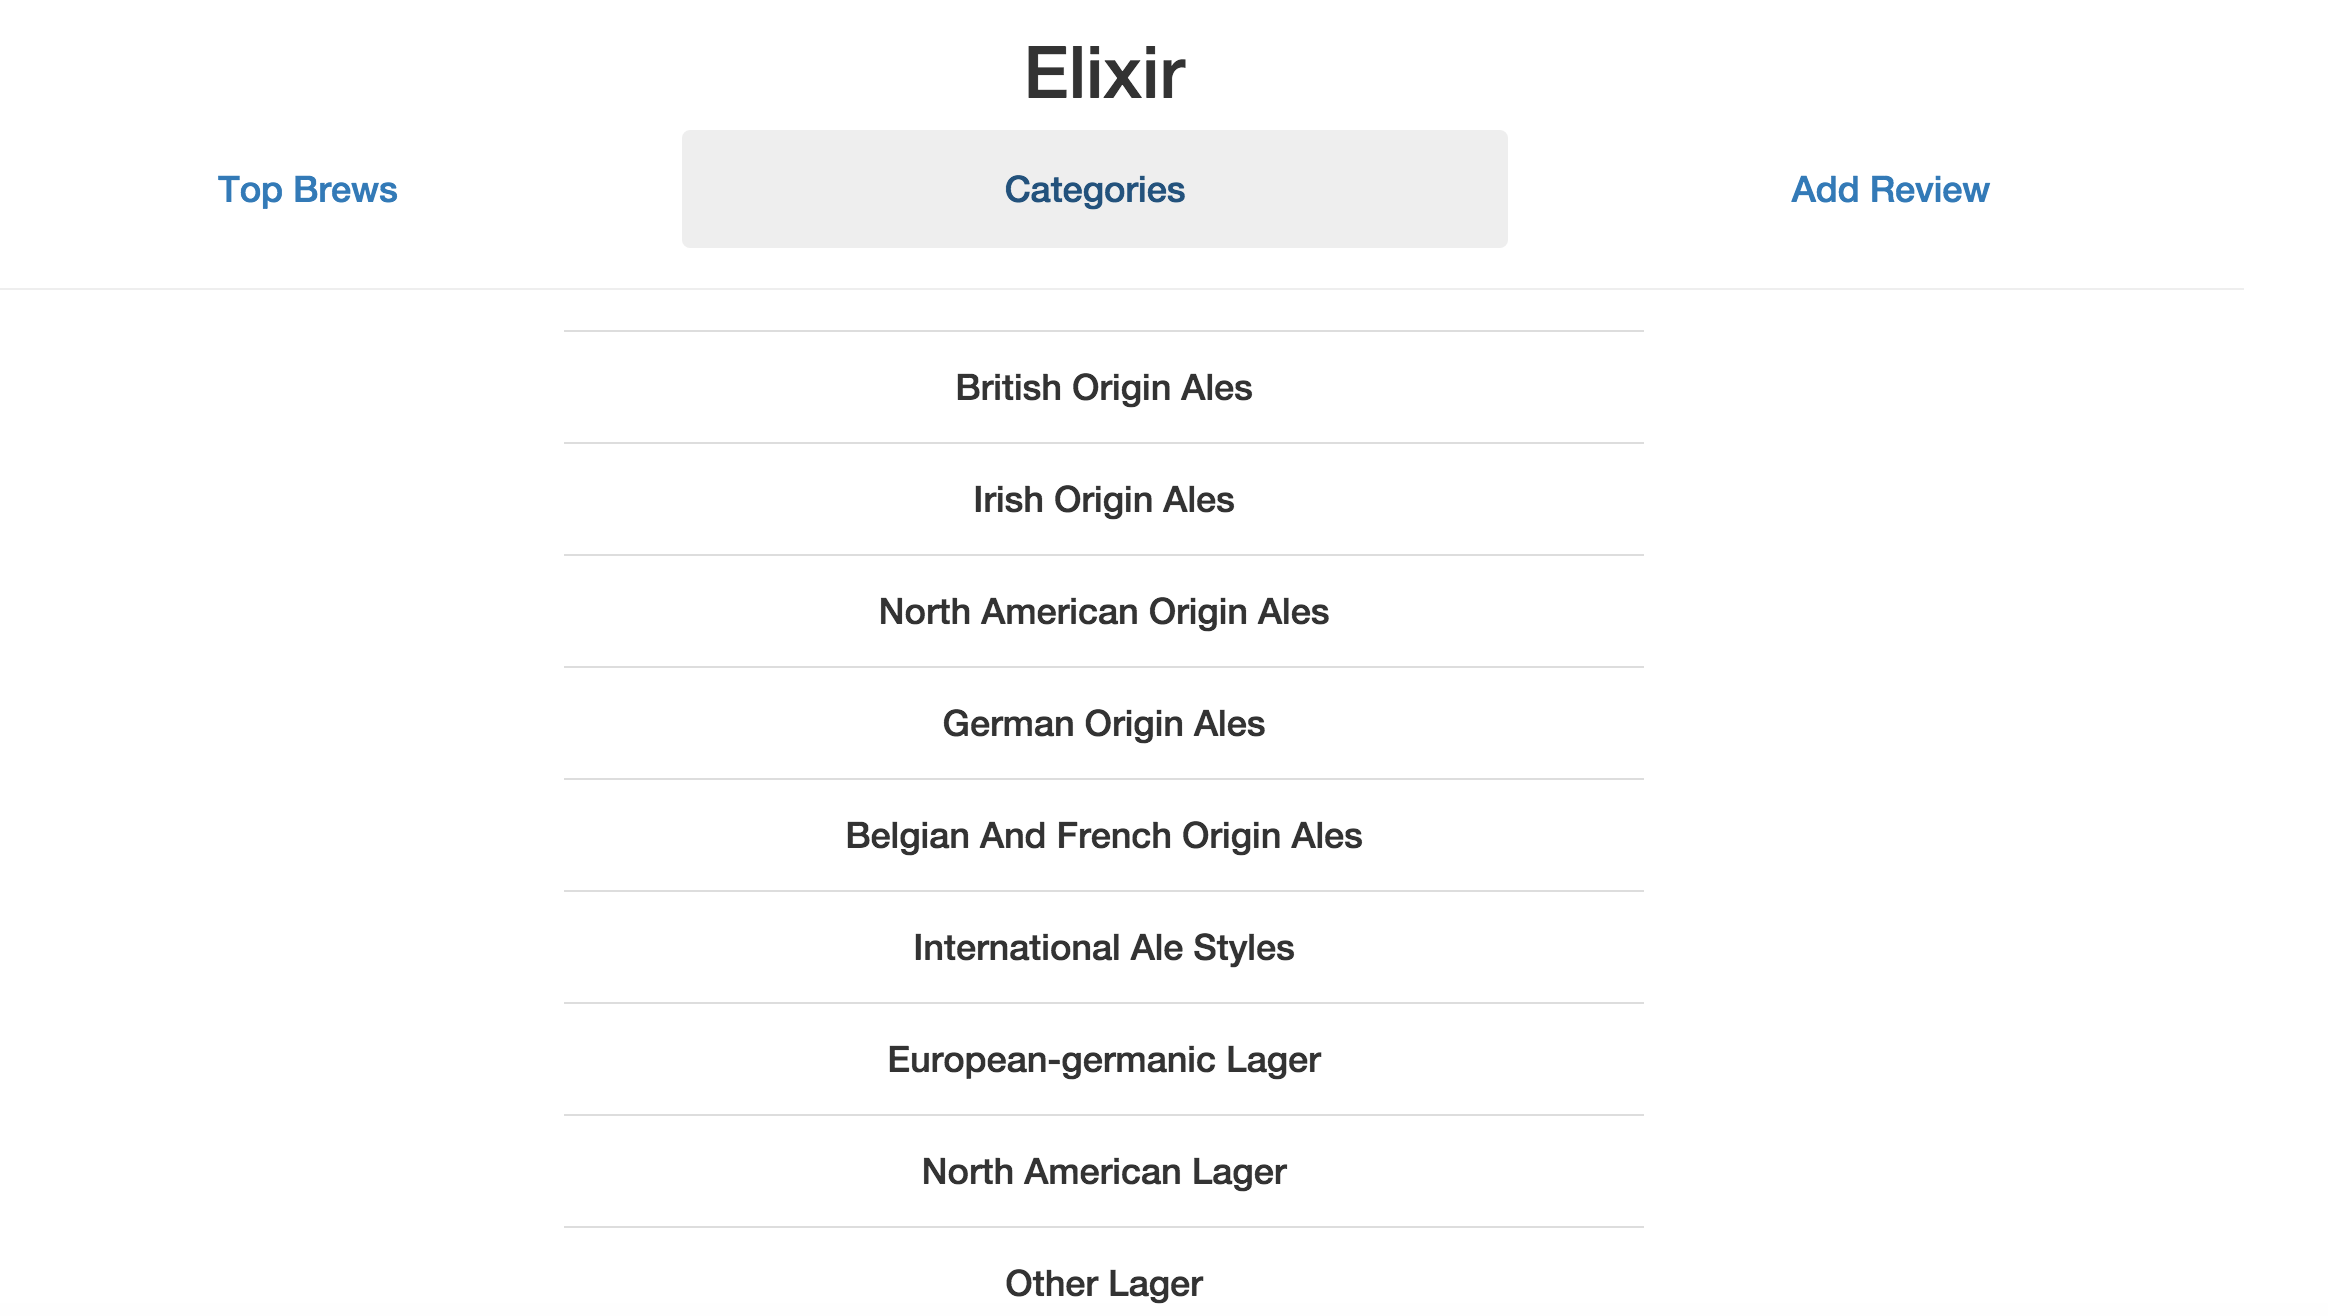 Elixir
Top Brews
Categories
Add Review
British Origin Ales
Irish Origin Ales
North American Origin Ales
German Origin Ales
Belgian And French Origin Ales
International Ale Styles
European-germanic Lager
North American Lager
Other Lager